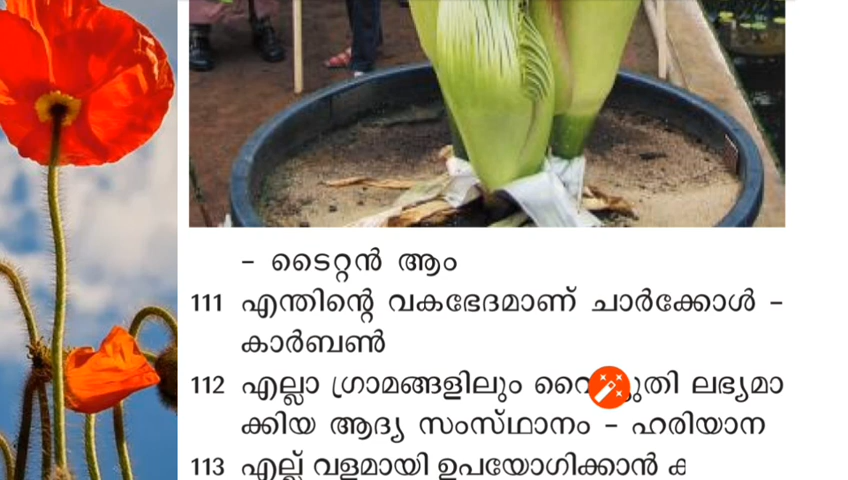 – ടൈറ്റൻ ആം
111 എന്തിന്റെ വകഭേദമാണ് ചാർക്കോൾ –
കാർബൺ
112 എല്ലാ ഗ്രാമങ്ങളിലും ലഭ്യമാ
ക്കിയ ആദ്യ സംസ്ഥാനം – ഹരിയാന
113 എല്ല് വളമായി ഉപയോഗിക്കാൻ